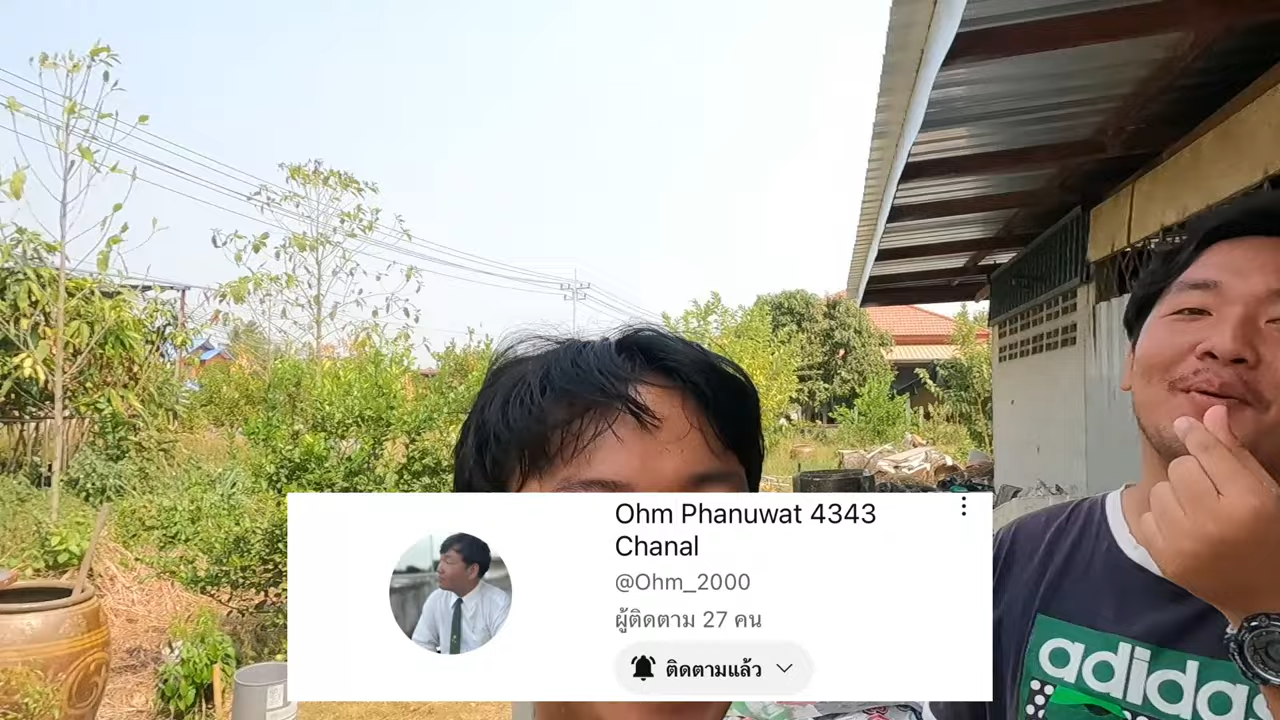 Ohm Phanuwat 4343
Chanal
@Ohm_2000
ผู้ติดตาม 27 คน
ติดตามแล้ว
adidas